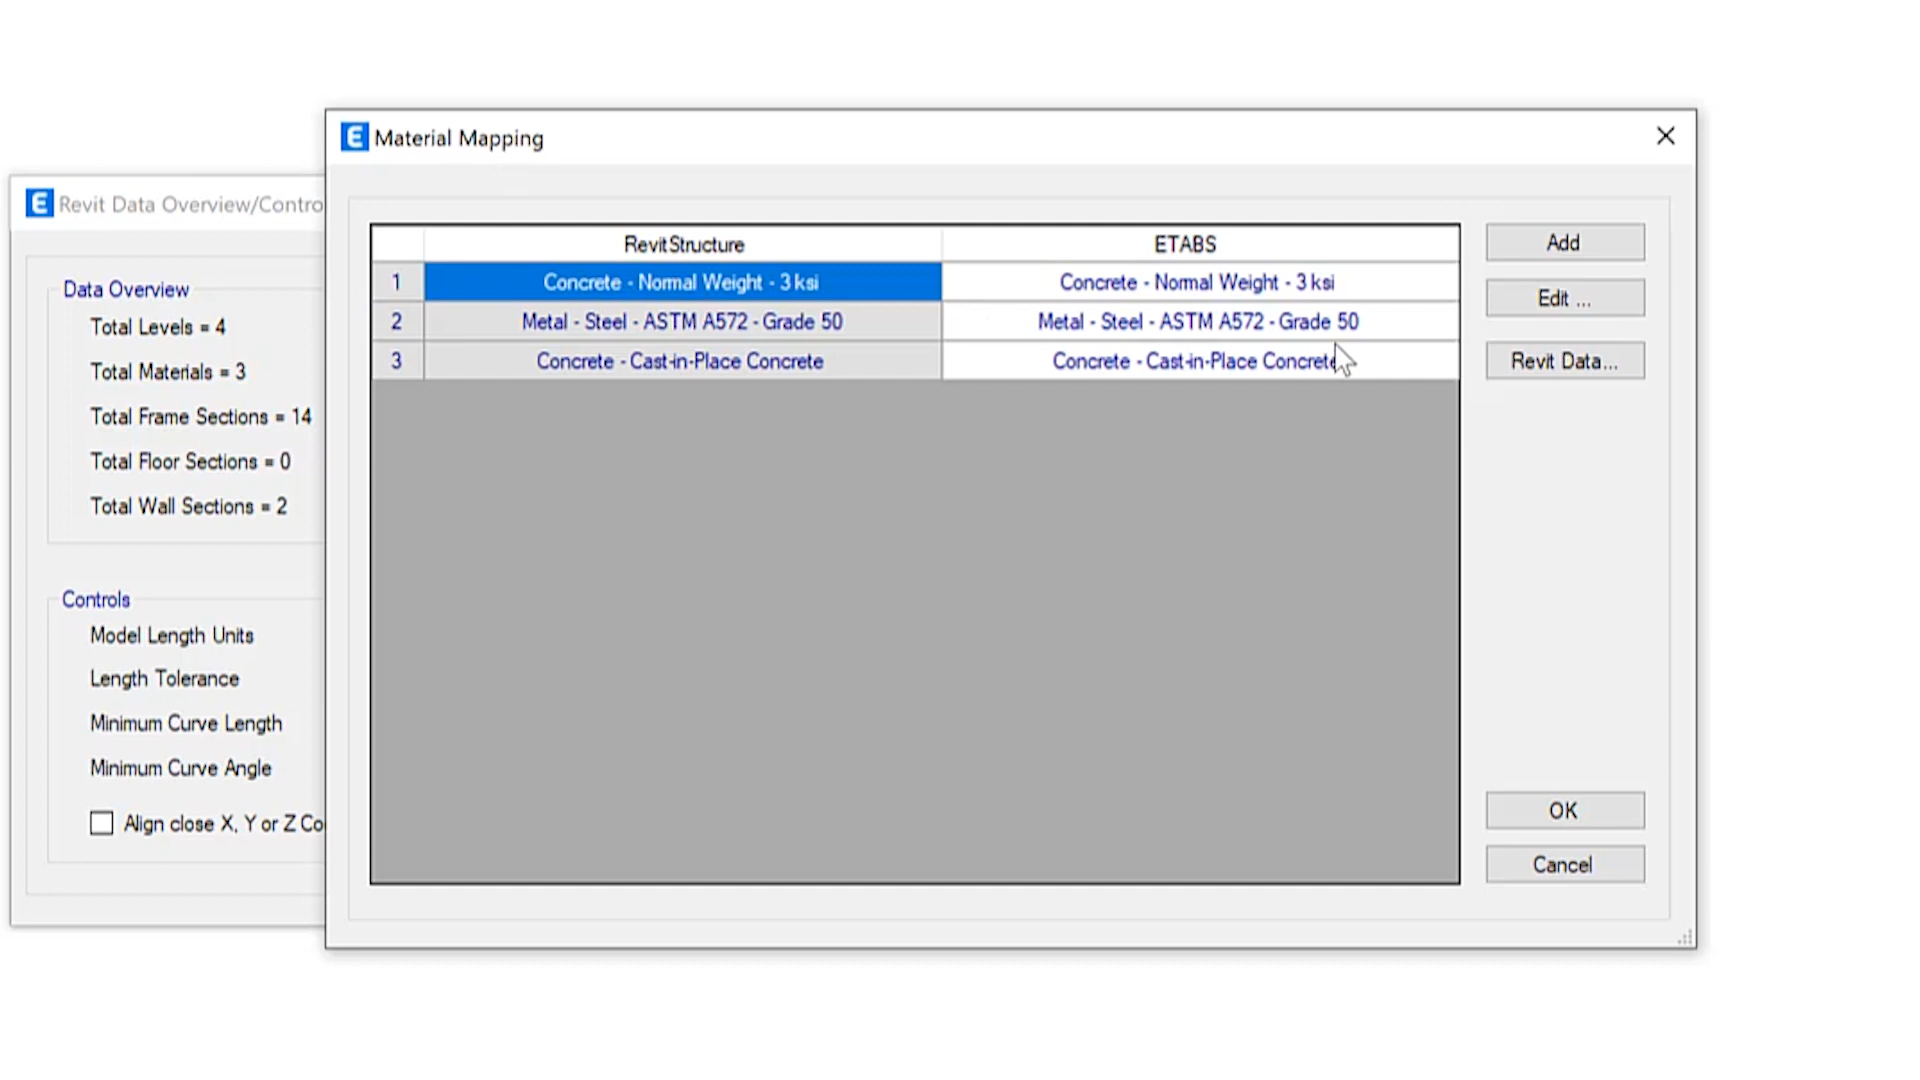 Material Mapping
Revit Data Overview/Contro
RevitStructure ETABS
1 Concrete - Normal Weight - 3 ksi Concrete - Normal Weight - 3 ksi
2 Metal - Steel - ASTM A572 - Grade 50 Metal - Steel - ASTM A572 - Grade 50
3 Concrete - Cast-in-Place Concrete Concrete - Cast-in-Place Concrete
Add
Edit ...
Revit Data...
OK
Cancel
Data Overview
Total Levels = 4
Total Materials = 3
Total Frame Sections = 14
Total Floor Sections = 0
Total Wall Sections = 2
Controls
Model Length Units
Length Tolerance
Minimum Curve Length
Minimum Curve Angle
Align close X, Y or Z Co